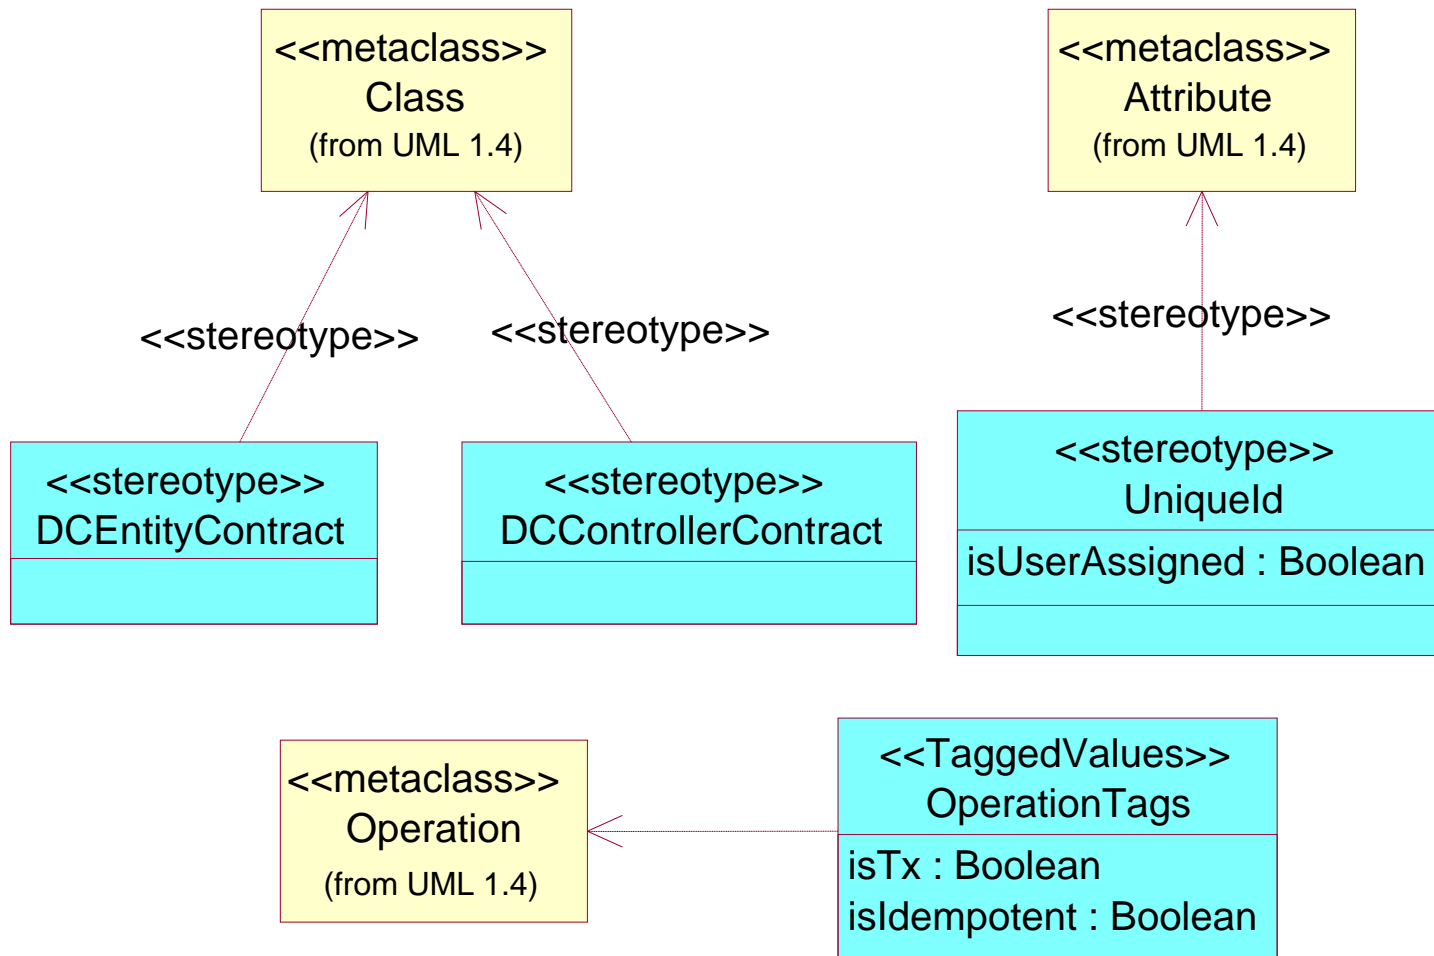 <<metaclass>>
Class
(from UML 1.4)
<<metaclass>>
Attribute
(from UML 1.4)
<<stereotype>>
<<stereotype>>
<<stereotype>>
<<stereotype>>
DCEntityContract
<<stereotype>>
DCControllerContract
<<stereotype>>
UniqueId
isUserAssigned : Boolean
<<metaclass>>
Operation
(from UML 1.4)
<<TaggedValues>>
OperationTags
isTx : Boolean
isIdempotent : Boolean